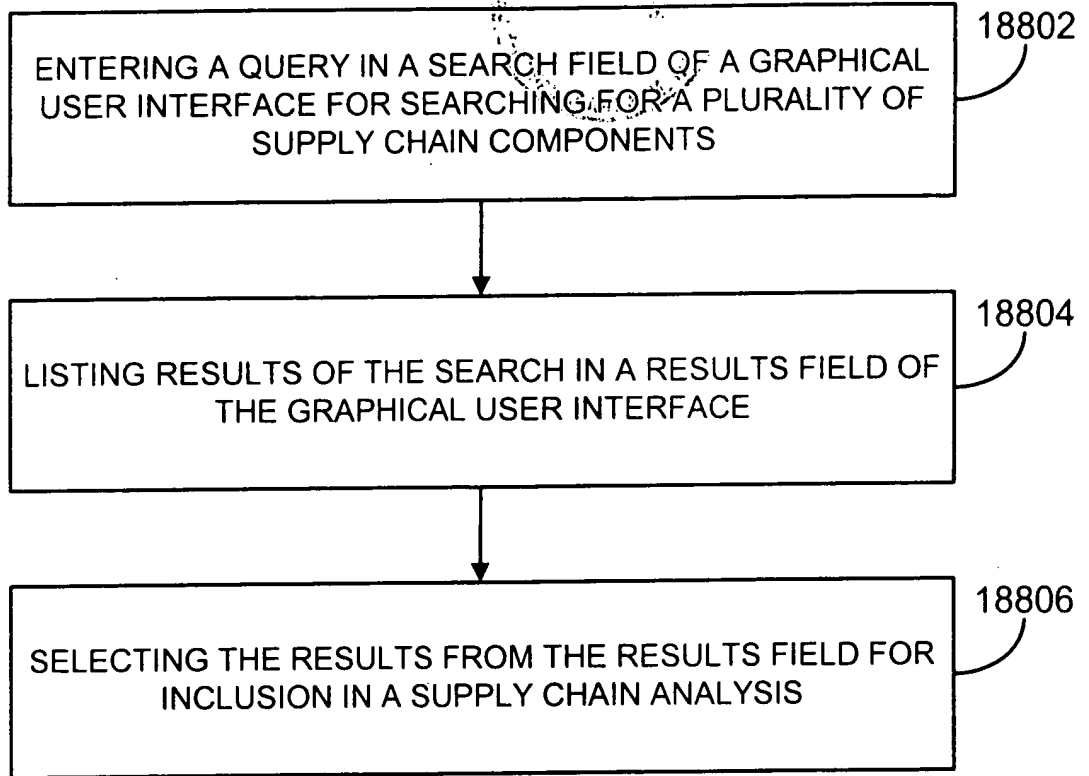 18802
ENTERING A QUERY IN A SEARCH FIELD OF A GRAPHICAL
USER INTERFACE FOR SEARCHING FOR A PLURALITY OF
SUPPLY CHAIN COMPONENTS
18804
LISTING RESULTS OF THE SEARCH IN A RESULTS FIELD OF
THE GRAPHICAL USER INTERFACE
18806
SELECTING THE RESULTS FROM THE RESULTS FIELD FOR
INCLUSION IN A SUPPLY CHAIN ANALYSIS